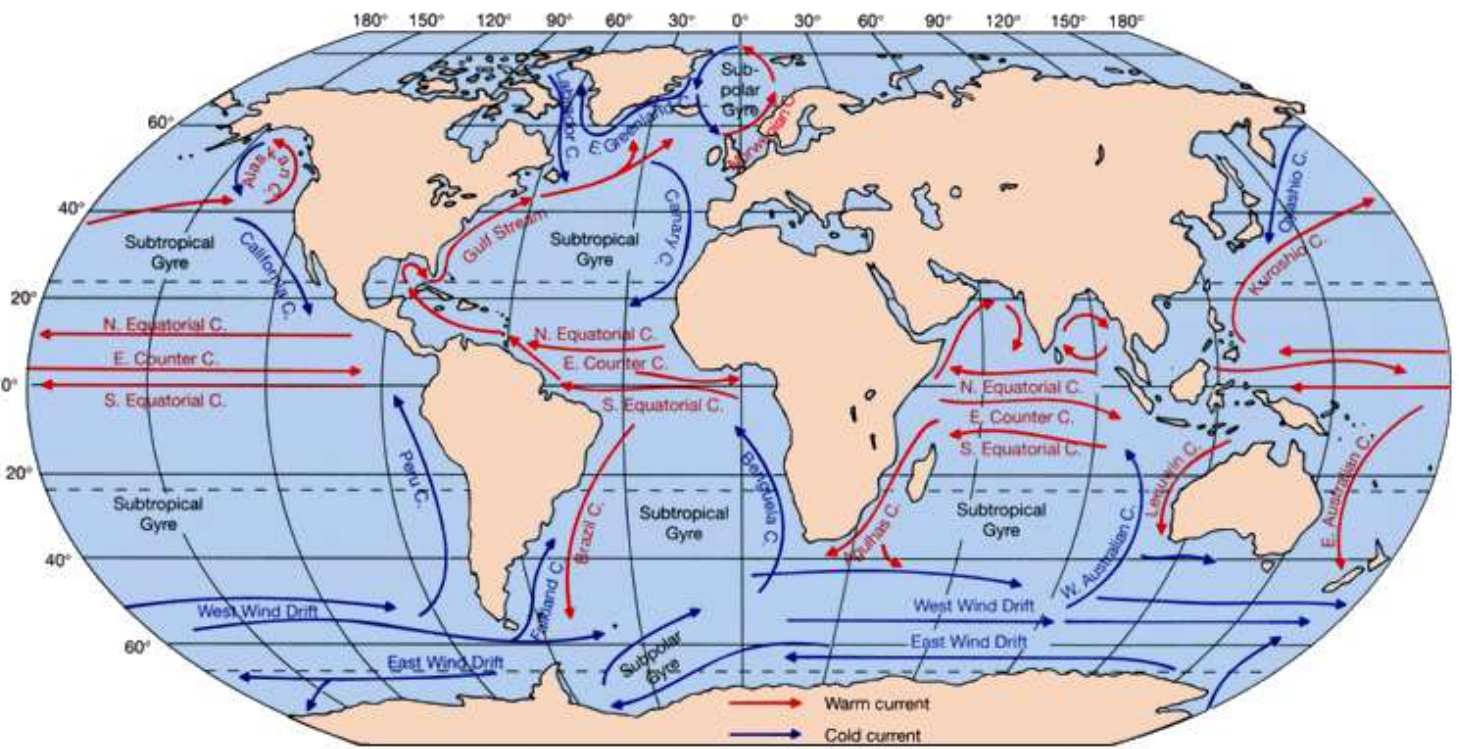 180° 150° 120° 90° 60° 30° 0° 30° 60° 90° 120° 150° 180°
60°
40°
20°
0°
20°
40°
60°
Sub-
polar
Gyre
Labrador C.
E. Greenland C.
Norwegian C.
Alaskan C.
Oyashio C.
Gulf Stream
Canary C.
Kuroshio C.
Subtropical
Gyre
California C.
Subtropical
Gyre
N. Equatorial C.
E. Counter C.
S. Equatorial C.
N. Equatorial C.
E. Counter C.
S. Equatorial C.
N. Equatorial C.
E. Counter C.
S. Equatorial C.
Peru C.
Brazil C.
Benguela C.
Agulhas C.
Leeuwin C.
W. Australian C.
E. Australian C.
Subtropical
Gyre
Subtropical
Gyre
Subtropical
Gyre
Falkland C.
West Wind Drift
West Wind Drift
East Wind Drift
East Wind Drift
Subpolar
Gyre
Warm current
Cold current